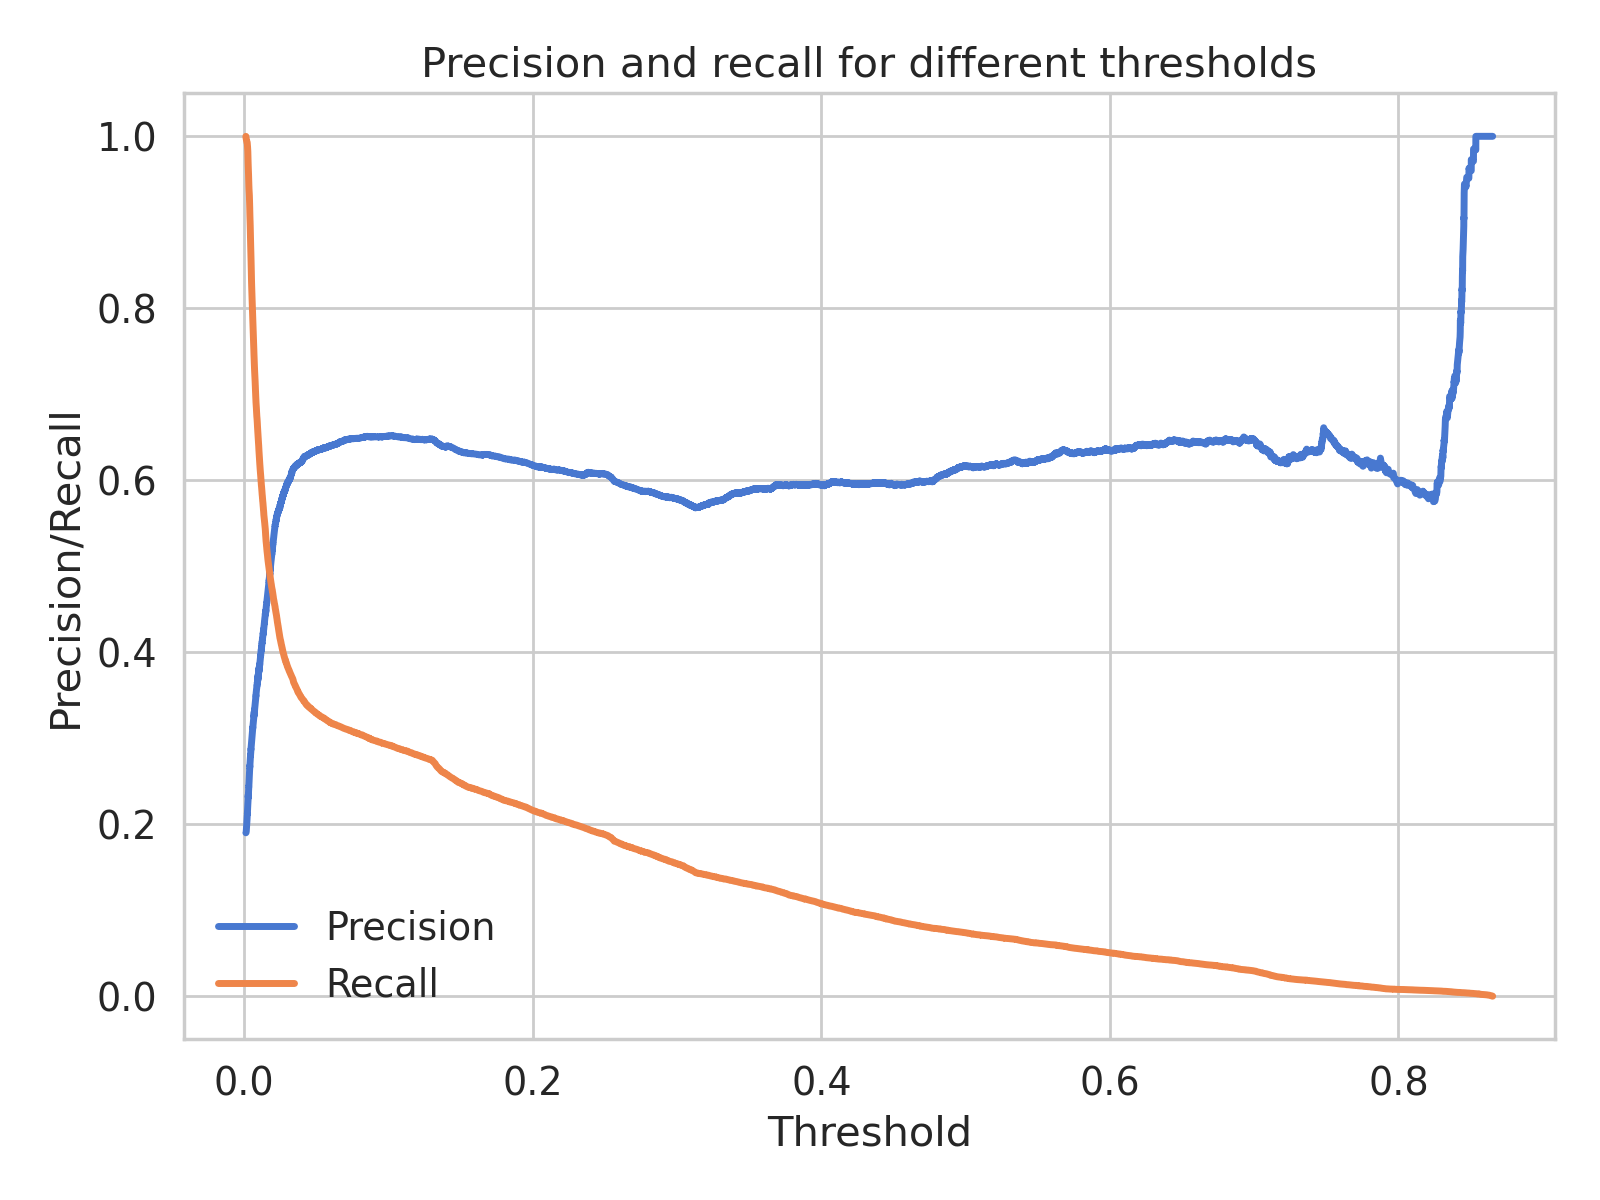 Precision and recall for different thresholds
1.0
0.8
0.6
0.4
0.2
0.0
Precision/Recall
Precision
Recall
0.0 0.2 0.4 0.6 0.8
Threshold